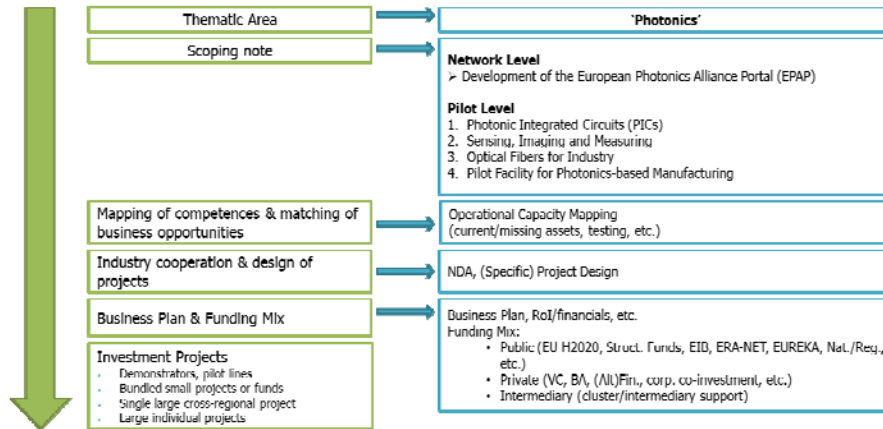 Thematic Area
'Photonics'
Scoping note
Network Level
➢ Development of the European Photonics Alliance Portal (EPAP)
Pilot Level
1. Photonic Integrated Circuits (PICs)
2. Sensing, Imaging and Measuring
3. Optical Fibers for Industry
4. Pilot Facility for Photonics-based Manufacturing
Mapping of competences & matching of
business opportunities
Operational Capacity Mapping
(current/missing assets, testing, etc.)
Industry cooperation & design of
projects
NDA, (Specific) Project Design
Business Plan & Funding Mix
Business Plan, RoI/financials, etc.
Funding Mix:
• Public (EU H2020, Struct. Funds, EIB, ERA-NET, EUREKA, Nat./Reg.,
etc.)
• Private (VC, BA, (Alt)Fin., corp. co-investment, etc.)
• Intermediary (cluster/intermediary support)
Investment Projects
• Demonstrators, pilot lines
• Bundled small projects or funds
• Single large cross-regional project
• Large individual projects